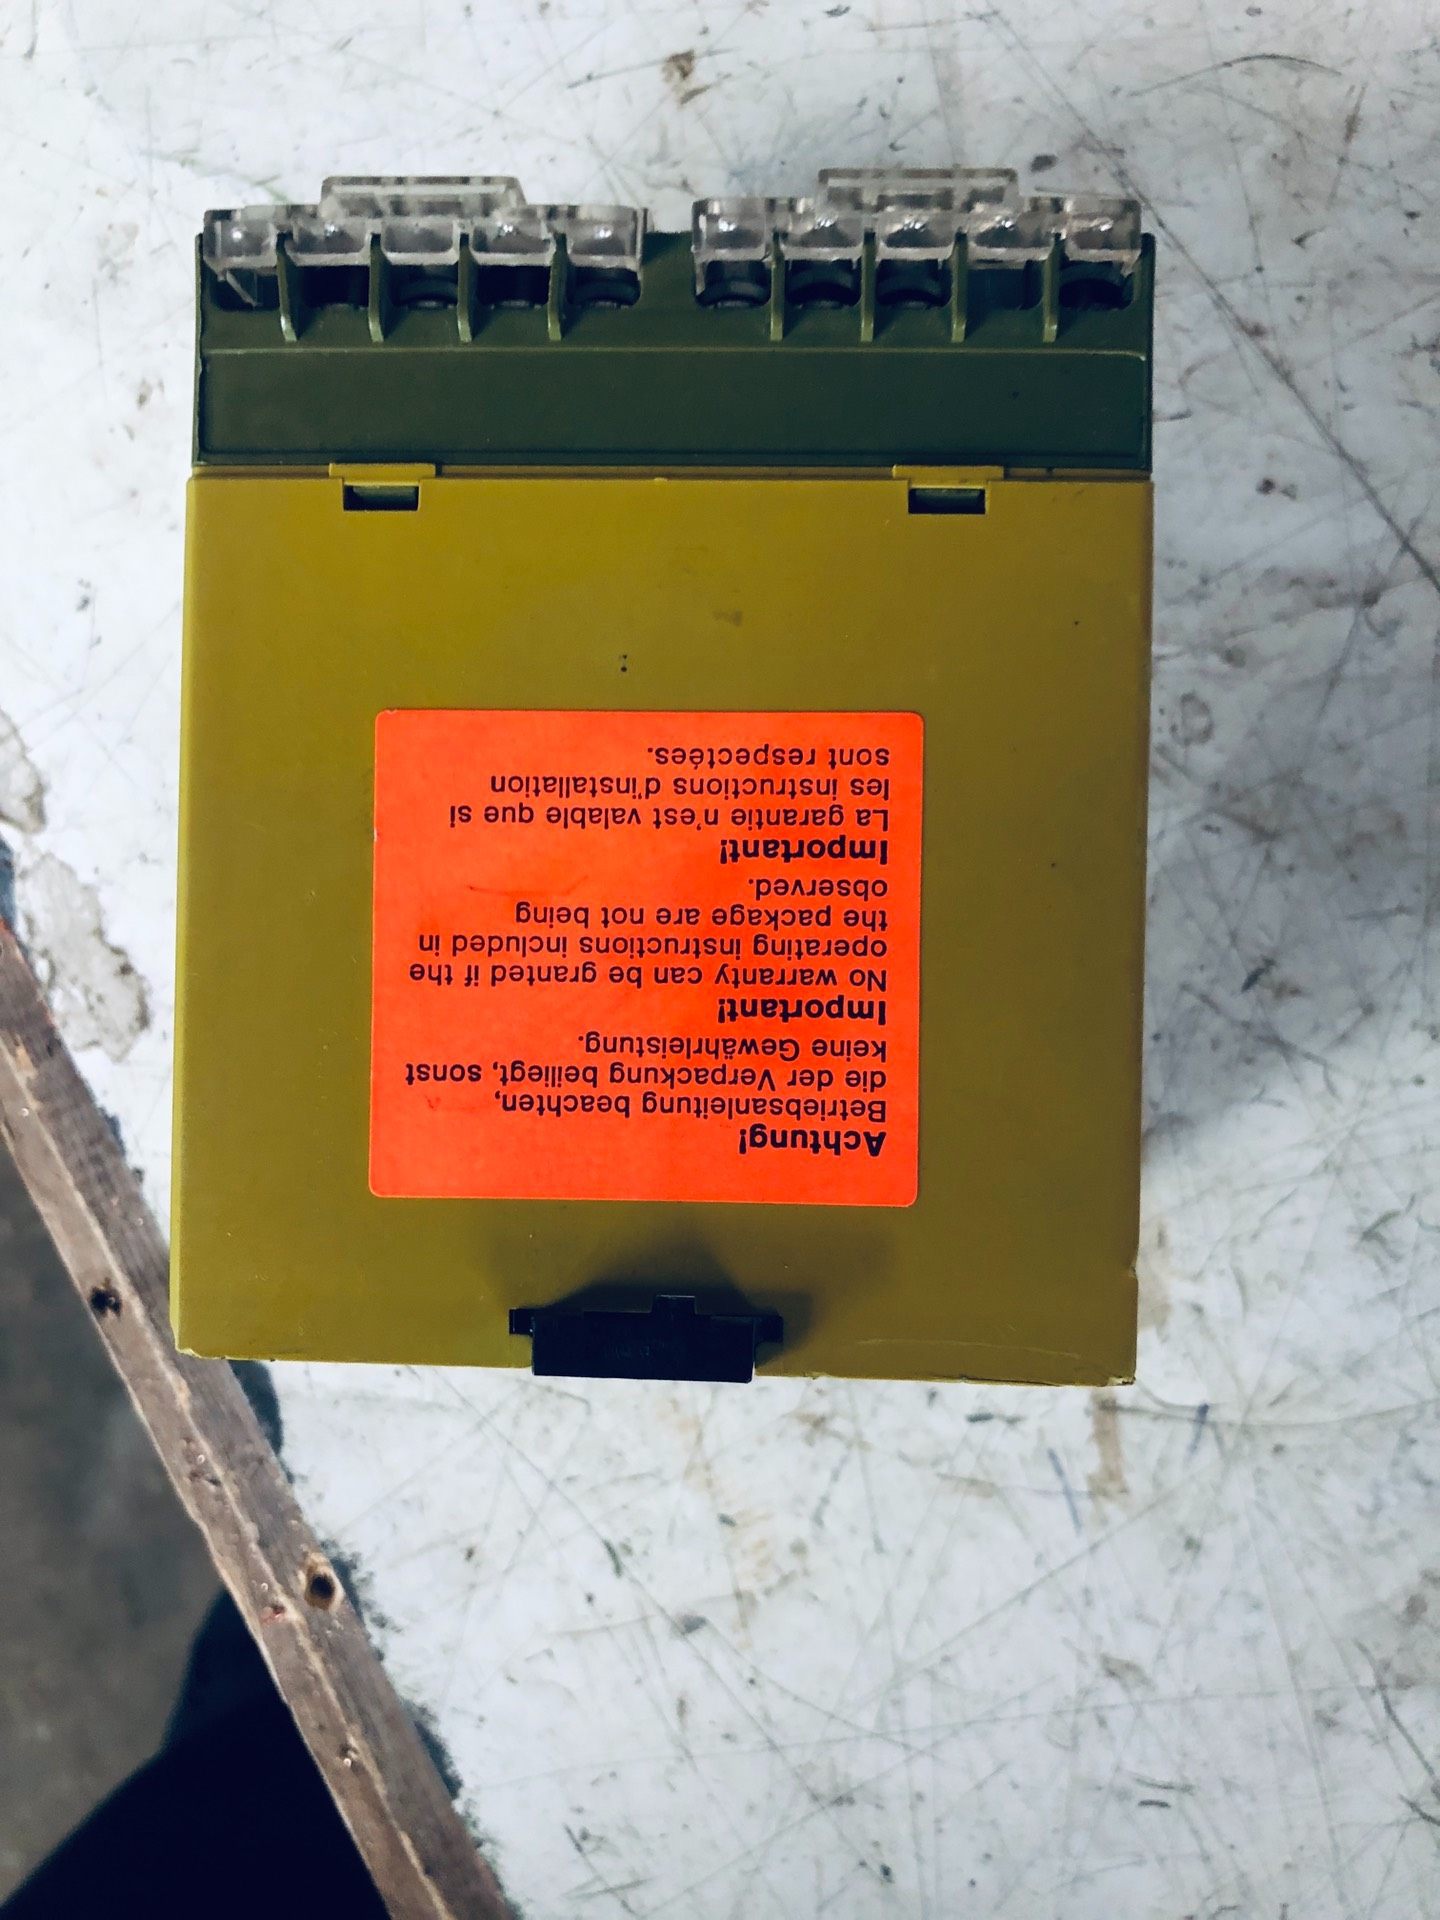 Achtung!
Betriebsanleitung beachten,
die der Verpackung beiliegt, sonst
keine Gewährleistung.
Important!
No warranty can be granted if the
operating instructions included in
the package are not being
observed.
Important!
La garantie n'est valable que si
les instructions d'installation
sont respectées.